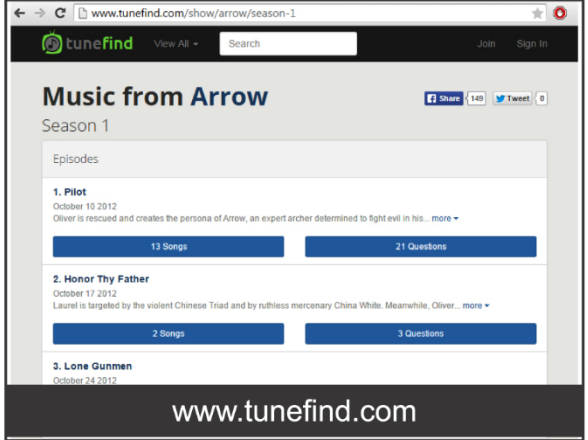 www.tunefind.com/show/arrow/season-1
tunefind View All Search Join Sign In
Music from Arrow
Share 149 Tweet 0
Season 1
Episodes
1. Pilot
October 10 2012
Oliver is rescued and creates the persona of Arrow, an expert archer determined to fight evil in his... more
13 Songs 21 Questions
2. Honor Thy Father
October 17 2012
Laurel is targeted by the violent Chinese Triad and by ruthless mercenary China White. Meanwhile, Oliver... more
2 Songs 3 Questions
3. Lone Gunmen
October 24 2012
www.tunefind.com